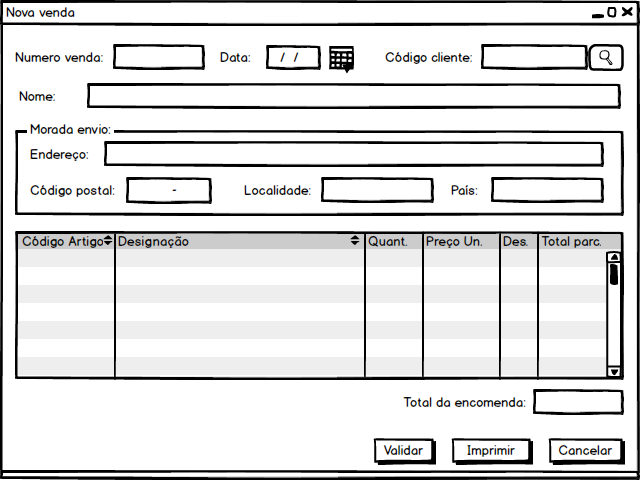 Nova venda
Numero venda: Data: / / Código cliente:
Nome:
Morada envio:
Endereço:
Código postal: - Localidade: País:
Código Artigo Designação Quant. Preço Un. Des. Total parc.
Total da encomenda:
Validar Imprimir Cancelar